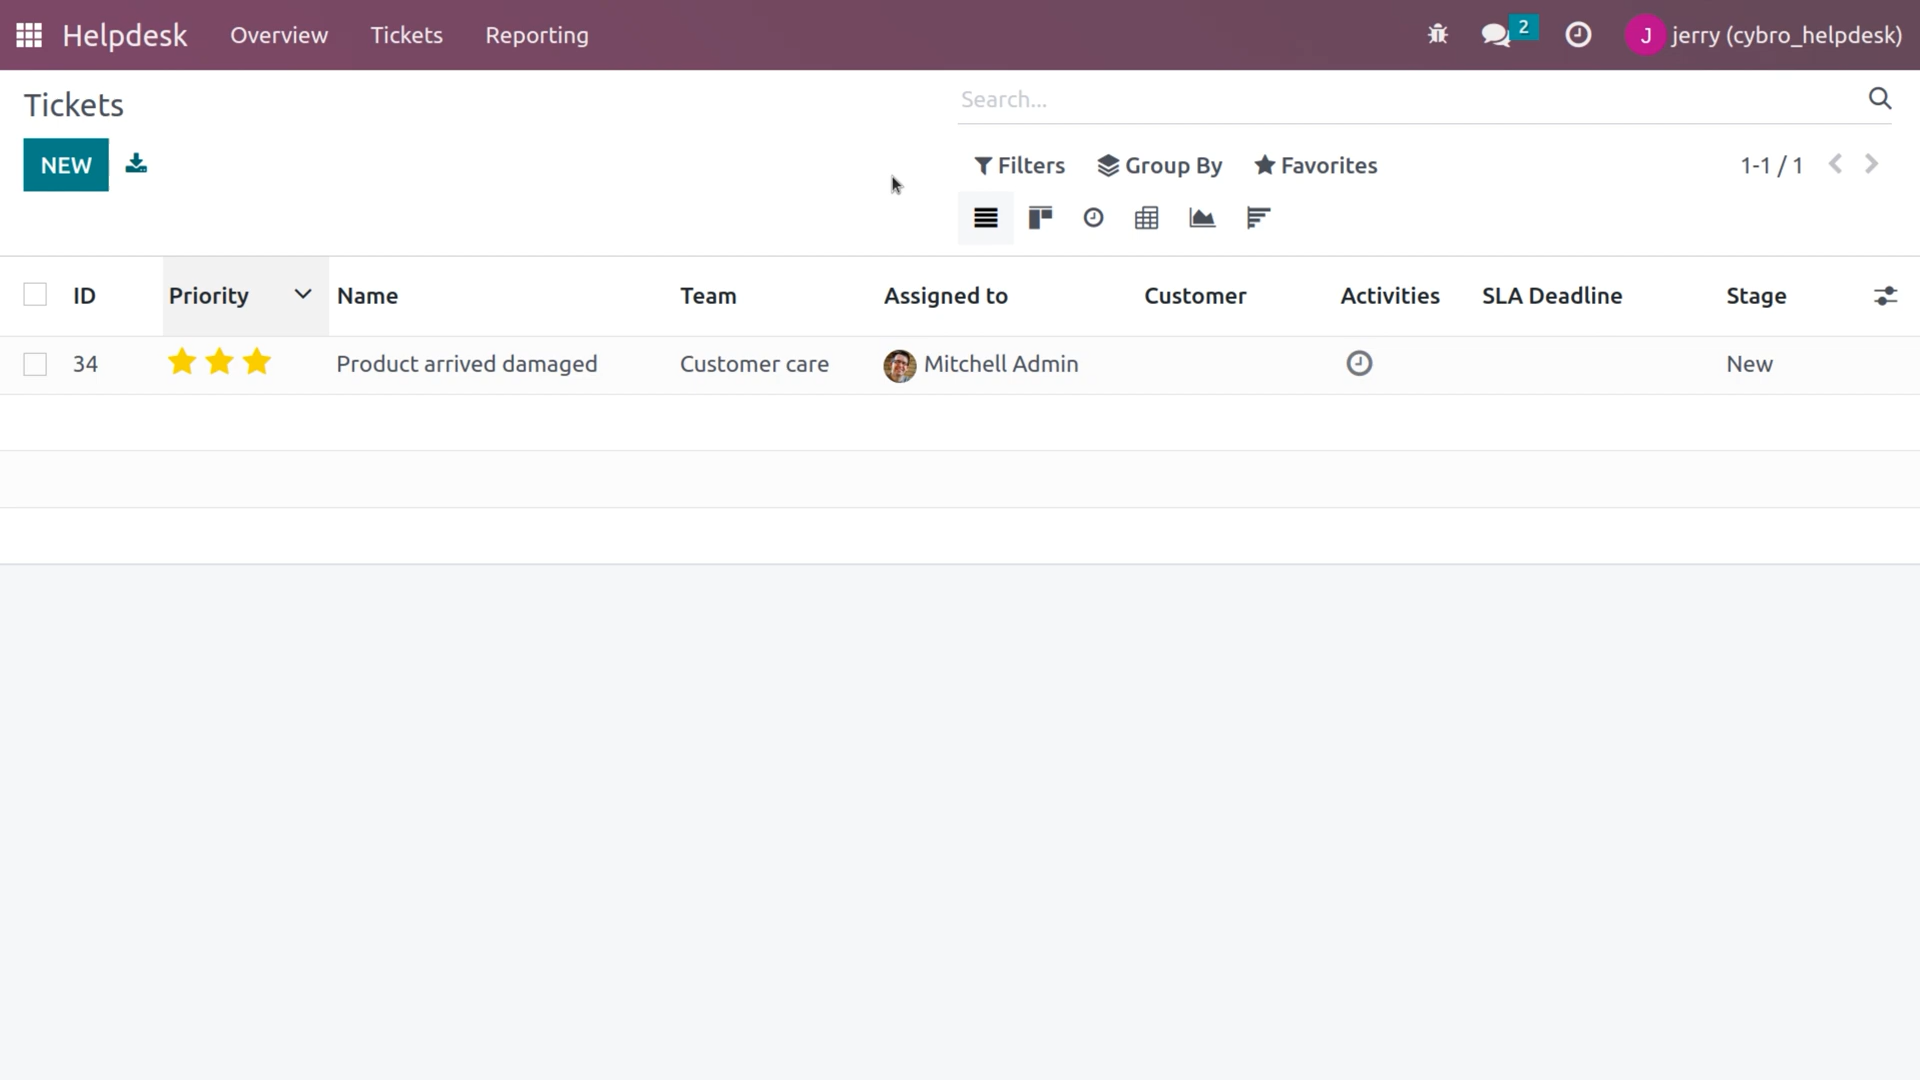 Helpdesk Overview Tickets Reporting 2 J jerry (cybro_helpdesk)
Tickets Search...
NEW Filters Group By Favorites 1-1 / 1
ID Priority Name Team Assigned to Customer Activities SLA Deadline Stage
34 Product arrived damaged Customer care Mitchell Admin New